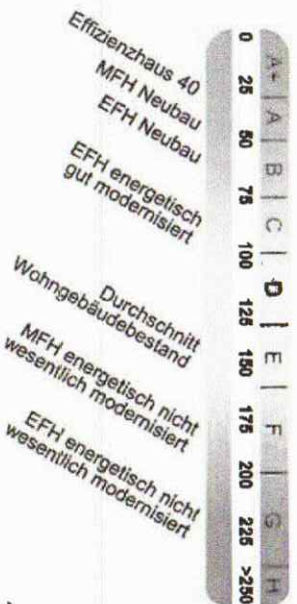 A+ | A | B | C | D | E | F | G | H
0 25 50 75 100 125 150 175 200 225 >250
Effizienzhaus 40
MFH Neubau
EFH Neubau
EFH energetisch
gut modernisiert
Durchschnitt
Wohngebäudebestand
MFH energetisch nicht
wesentlich modernisiert
EFH energetisch nicht
wesentlich modernisiert